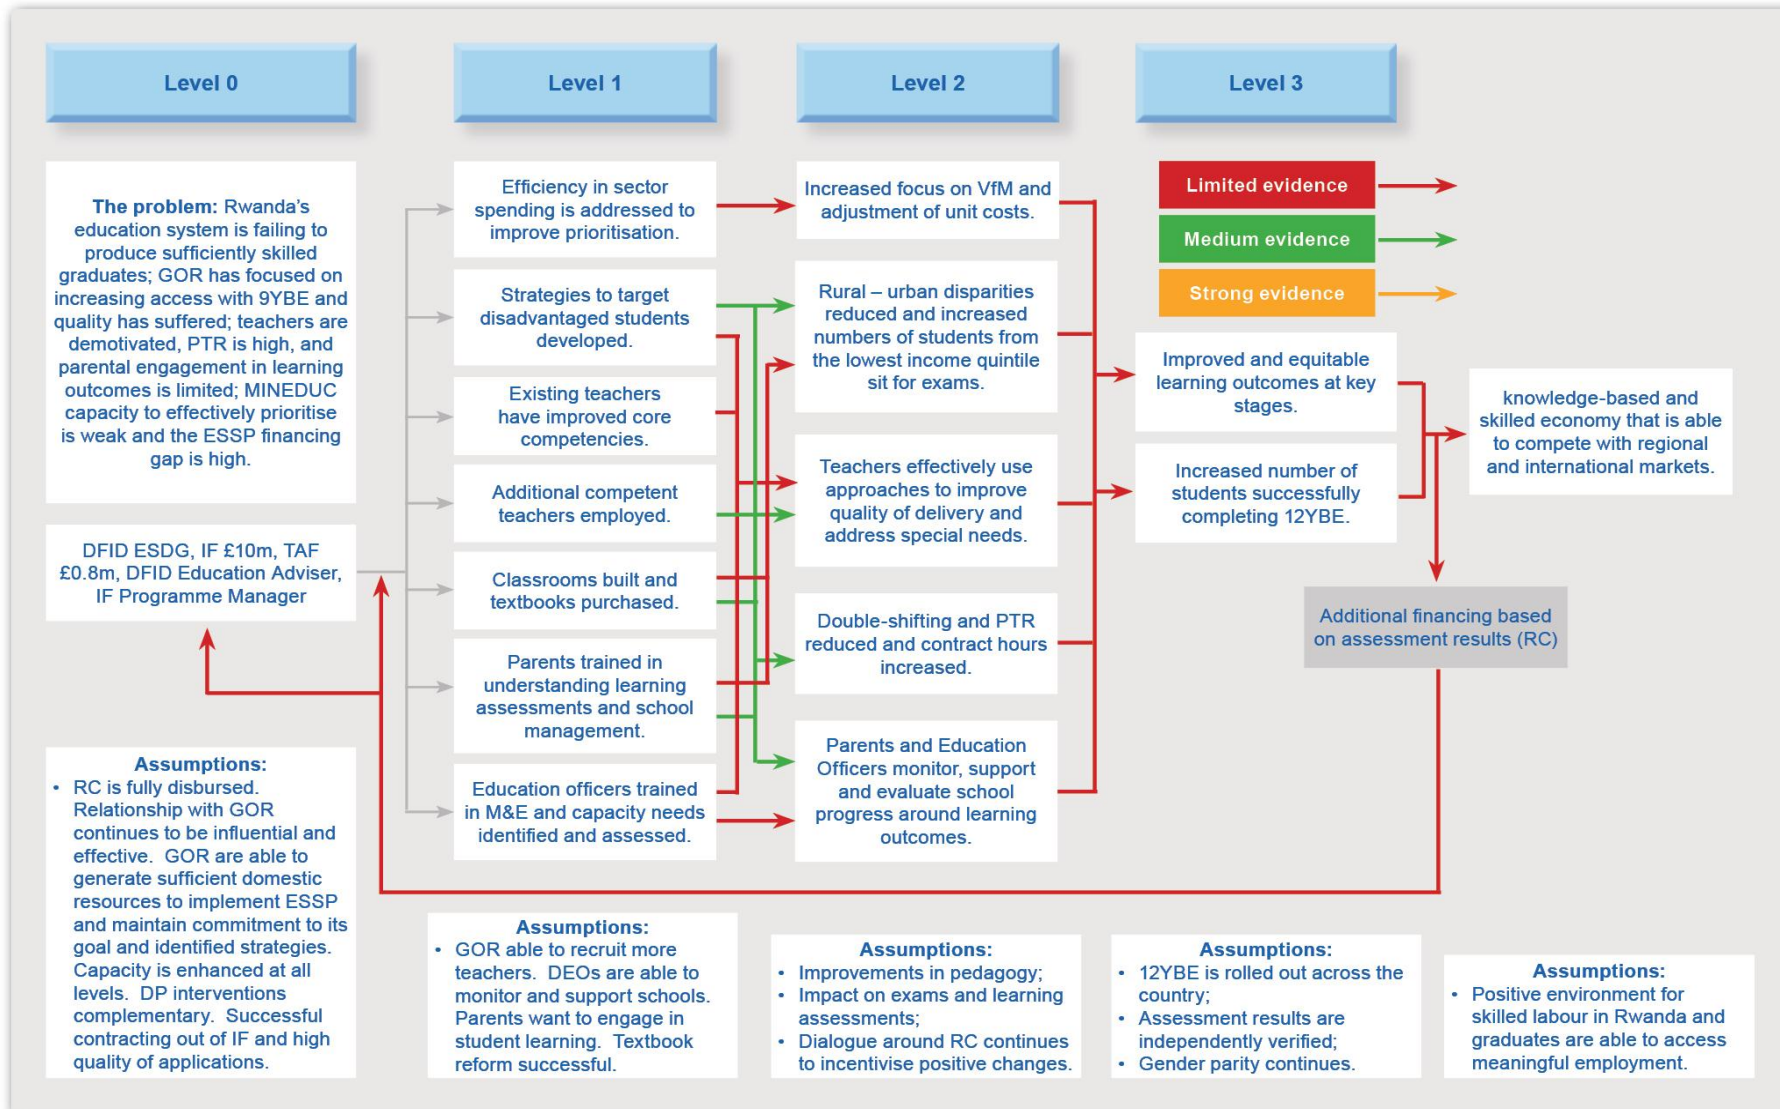 Level 0
Level 1
Level 2
Level 3
The problem: Rwanda's
education system is failing to
produce sufficiently skilled
graduates; GOR has focused on
increasing access with 9YBE and
quality has suffered; teachers are
demotivated, PTR is high, and
parental engagement in learning
outcomes is limited; MINEDUC
capacity to effectively prioritise
is weak and the ESSP financing
gap is high.
DFID ESDG, IF £10m, TAF
£0.8m, DFID Education Adviser,
IF Programme Manager
Assumptions:
• RC is fully disbursed.
Relationship with GOR
continues to be influential and
effective. GOR are able to
generate sufficient domestic
resources to implement ESSP
and maintain commitment to its
goal and identified strategies.
Capacity is enhanced at all
levels. DP interventions
complementary. Successful
contracting out of IF and high
quality of applications.
Efficiency in sector
spending is addressed to
improve prioritisation.
Strategies to target
disadvantaged students
developed.
Existing teachers
have improved core
competencies.
Additional competent
teachers employed.
Classrooms built and
textbooks purchased.
Parents trained in
understanding learning
assessments and school
management.
Education officers trained
in M&E and capacity needs
identified and assessed.
Assumptions:
• GOR able to recruit more
teachers. DEOs are able to
monitor and support schools.
Parents want to engage in
student learning. Textbook
reform successful.
Increased focus on VfM and
adjustment of unit costs.
Rural – urban disparities
reduced and increased
numbers of students from
the lowest income quintile
sit for exams.
Teachers effectively use
approaches to improve
quality of delivery and
address special needs.
Double-shifting and PTR
reduced and contract hours
increased.
Parents and Education
Officers monitor, support
and evaluate school
progress around learning
outcomes.
Assumptions:
• Improvements in pedagogy;
• Impact on exams and learning
assessments;
• Dialogue around RC continues
to incentivise positive changes.
Limited evidence
Medium evidence
Strong evidence
Improved and equitable
learning outcomes at key
stages.
Increased number of
students successfully
completing 12YBE.
Additional financing based
on assessment results (RC)
Assumptions:
• 12YBE is rolled out across the
country;
• Assessment results are
independently verified;
• Gender parity continues.
knowledge-based and
skilled economy that is able
to compete with regional
and international markets.
Assumptions:
• Positive environment for
skilled labour in Rwanda and
graduates are able to access
meaningful employment.